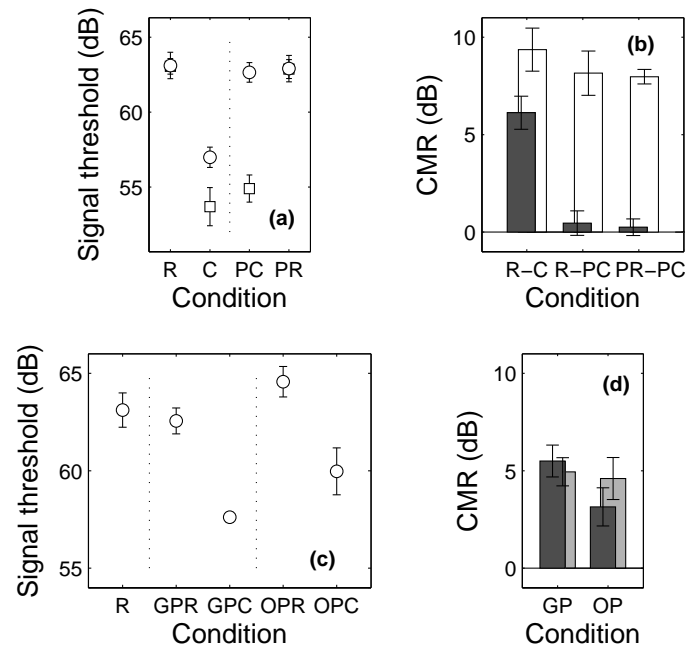 65
60
55
Signal threshold (dB)
(a)
R C PC PR
Condition
10
5
0
CMR (dB)
(b)
R−C R−PC PR−PC
Condition
65
60
55
Signal threshold (dB)
(c)
R GPR GPC OPR OPC
Condition
10
5
0
CMR (dB)
(d)
GP OP
Condition